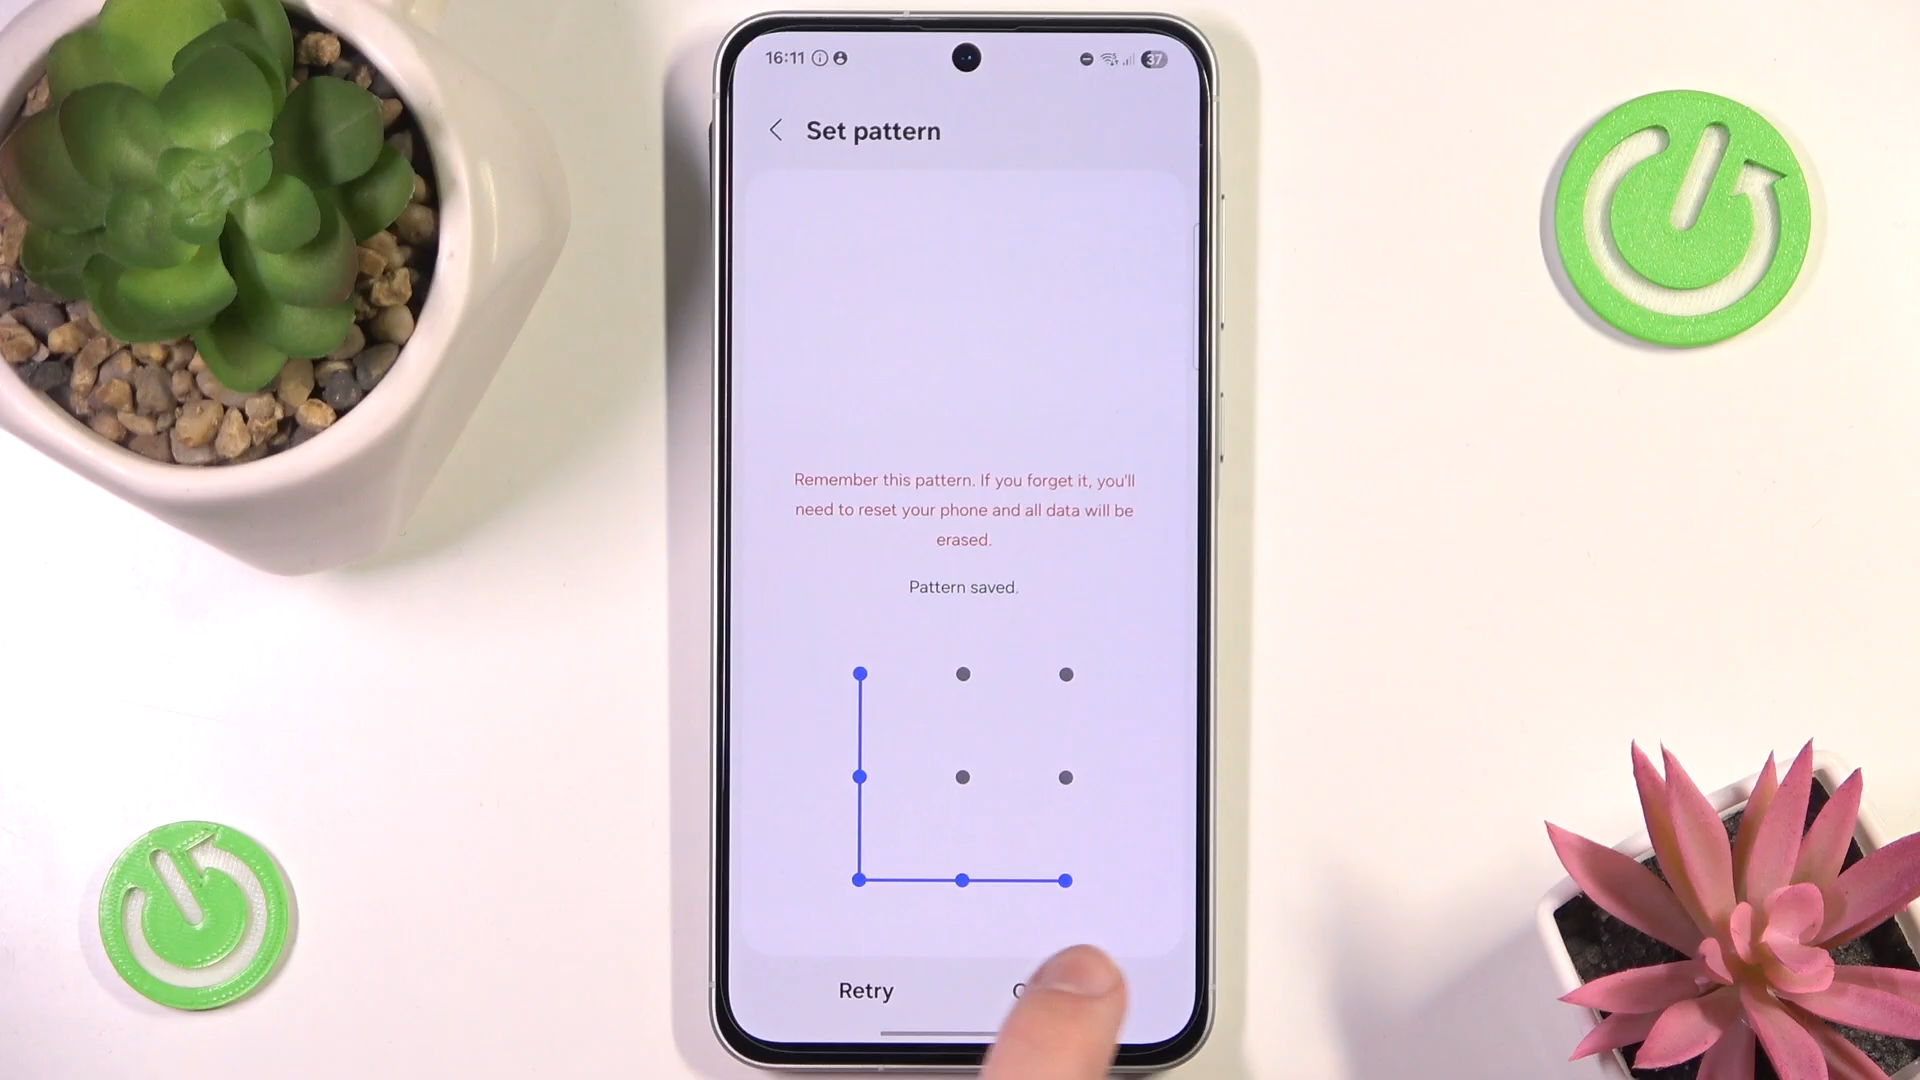 16:11
37
Set pattern
Remember this pattern. If you forget it, you'll
need to reset your phone and all data will be
erased.
Pattern saved.
Retry